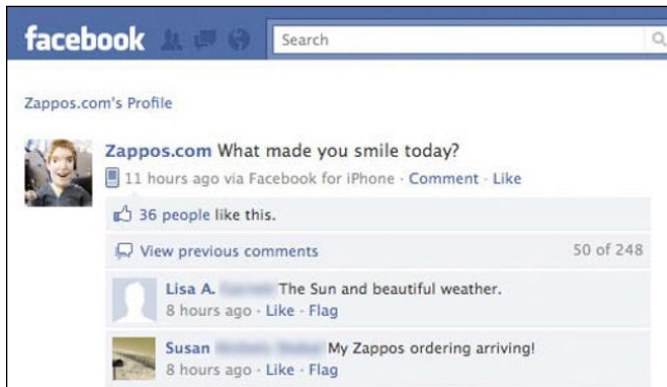 facebook Search
Zappos.com's Profile
Zappos.com What made you smile today?
11 hours ago via Facebook for iPhone · Comment · Like
36 people like this.
View previous comments 50 of 248
Lisa A. The Sun and beautiful weather.
8 hours ago · Like · Flag
Susan My Zappos ordering arriving!
8 hours ago · Like · Flag